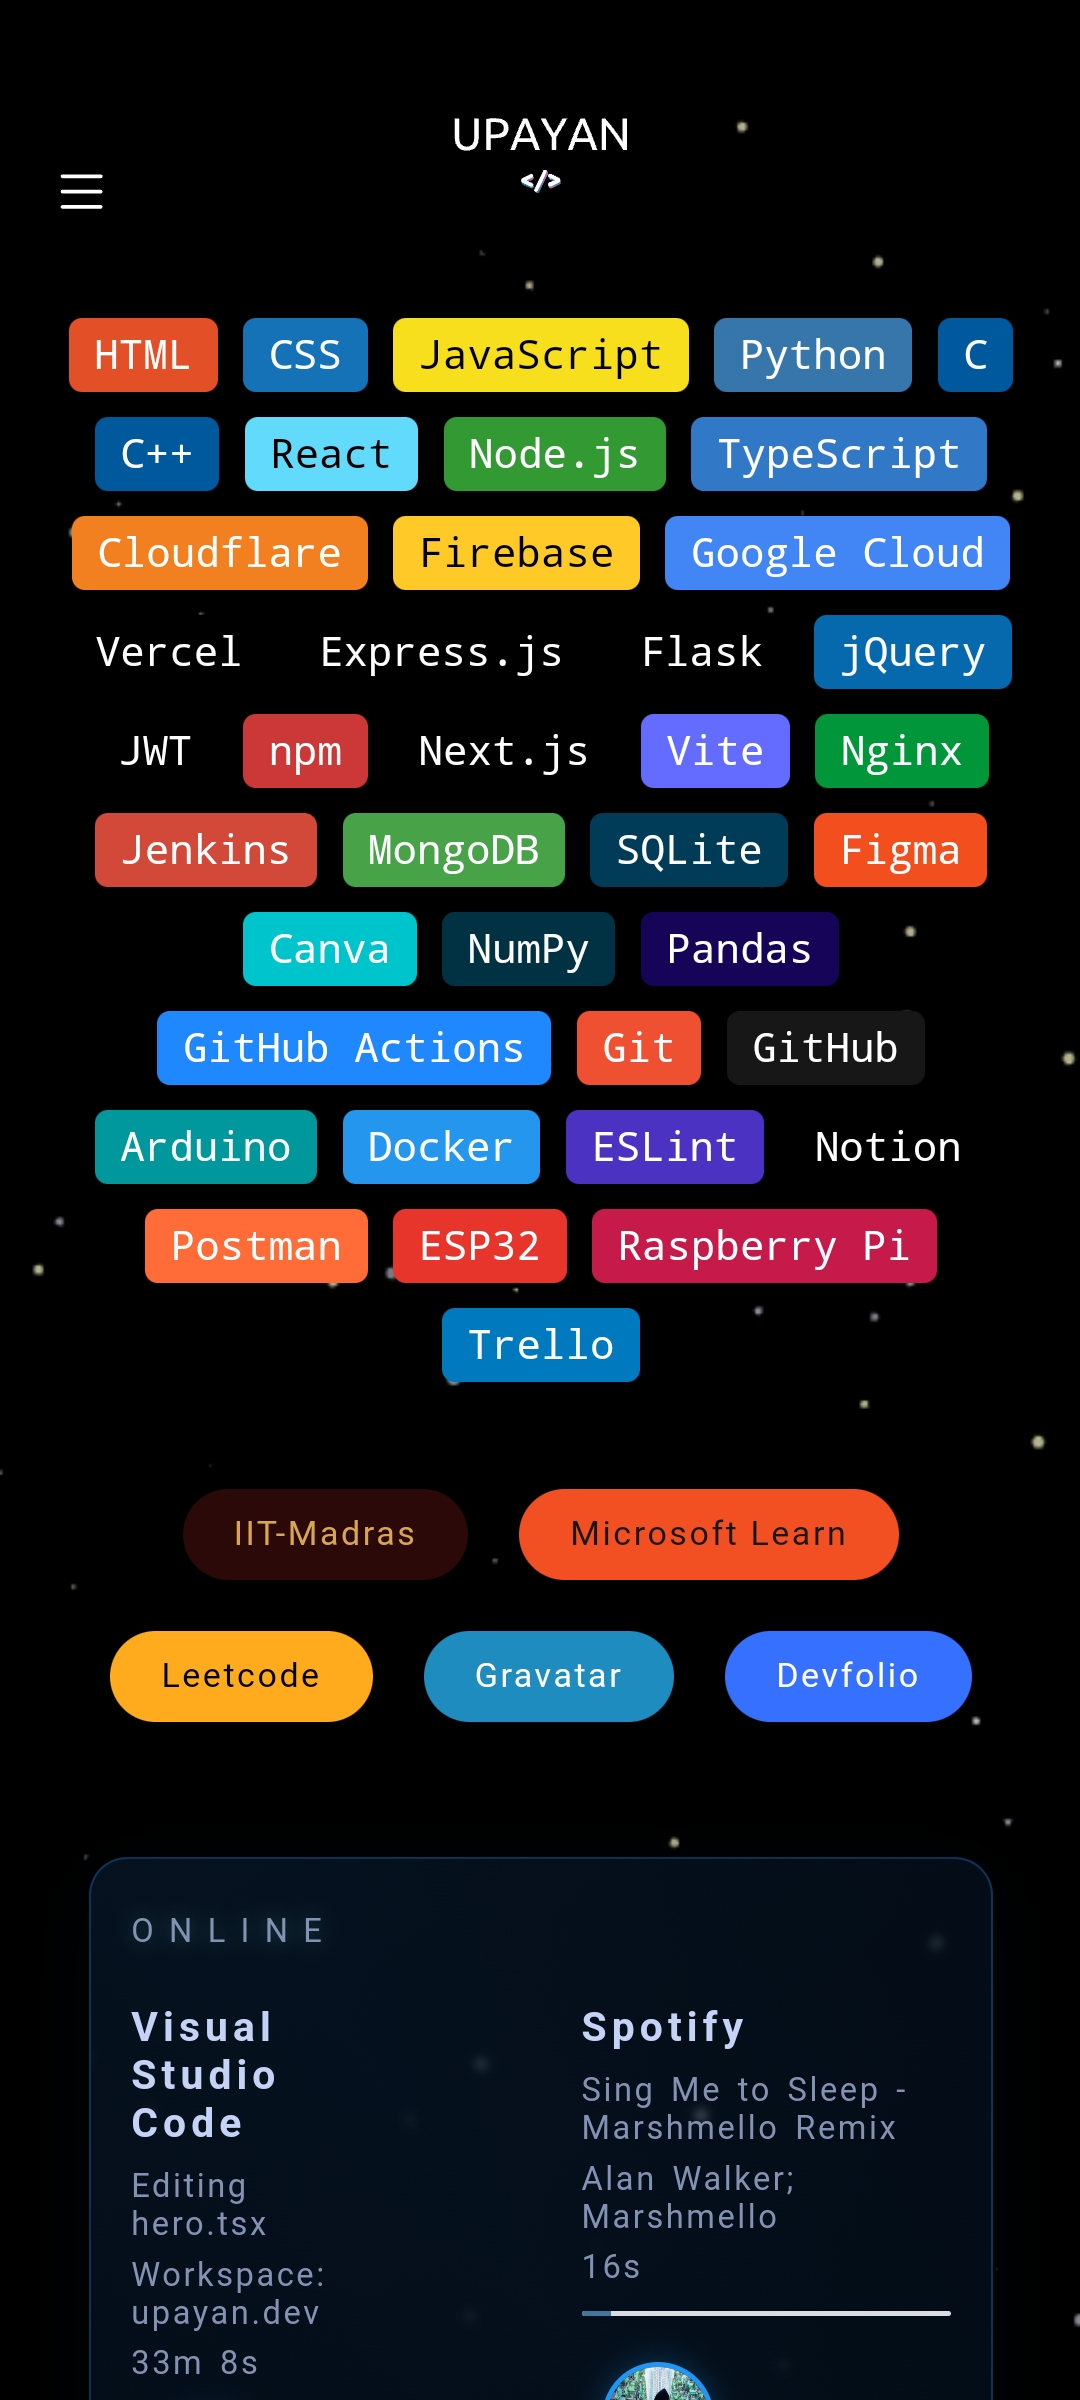 UPAYAN
</>
HTML CSS JavaScript Python C
C++ React Node.js TypeScript
Cloudflare Firebase Google Cloud
Vercel Express.js Flask jQuery
JWT npm Next.js Vite Nginx
Jenkins MongoDB SQLite Figma
Canva NumPy Pandas
GitHub Actions Git GitHub
Arduino Docker ESLint Notion
Postman ESP32 Raspberry Pi
Trello
IIT-Madras Microsoft Learn
Leetcode Gravatar Devfolio
ONLINE
Visual
Studio
Code
Editing
hero.tsx
Workspace:
upayan.dev
33m 8s
Spotify
Sing Me to Sleep -
Marshmello Remix
Alan Walker;
Marshmello
16s